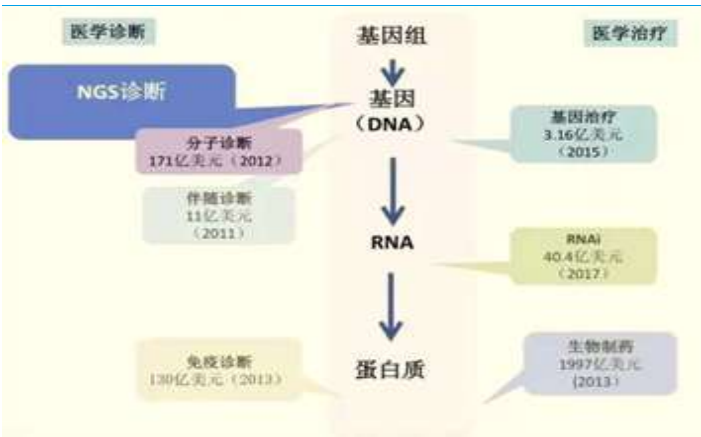 医学诊断
基因组
医学治疗
NGS诊断
基因
（DNA）
基因治疗
3.16亿美元
（2015）
分子诊断
171亿美元（2012）
伴随诊断
11亿美元
（2011）
RNA
RNAi
40.4亿美元
（2017）
免疫诊断
130亿美元（2013）
蛋白质
生物制药
1997亿美元
(2013）